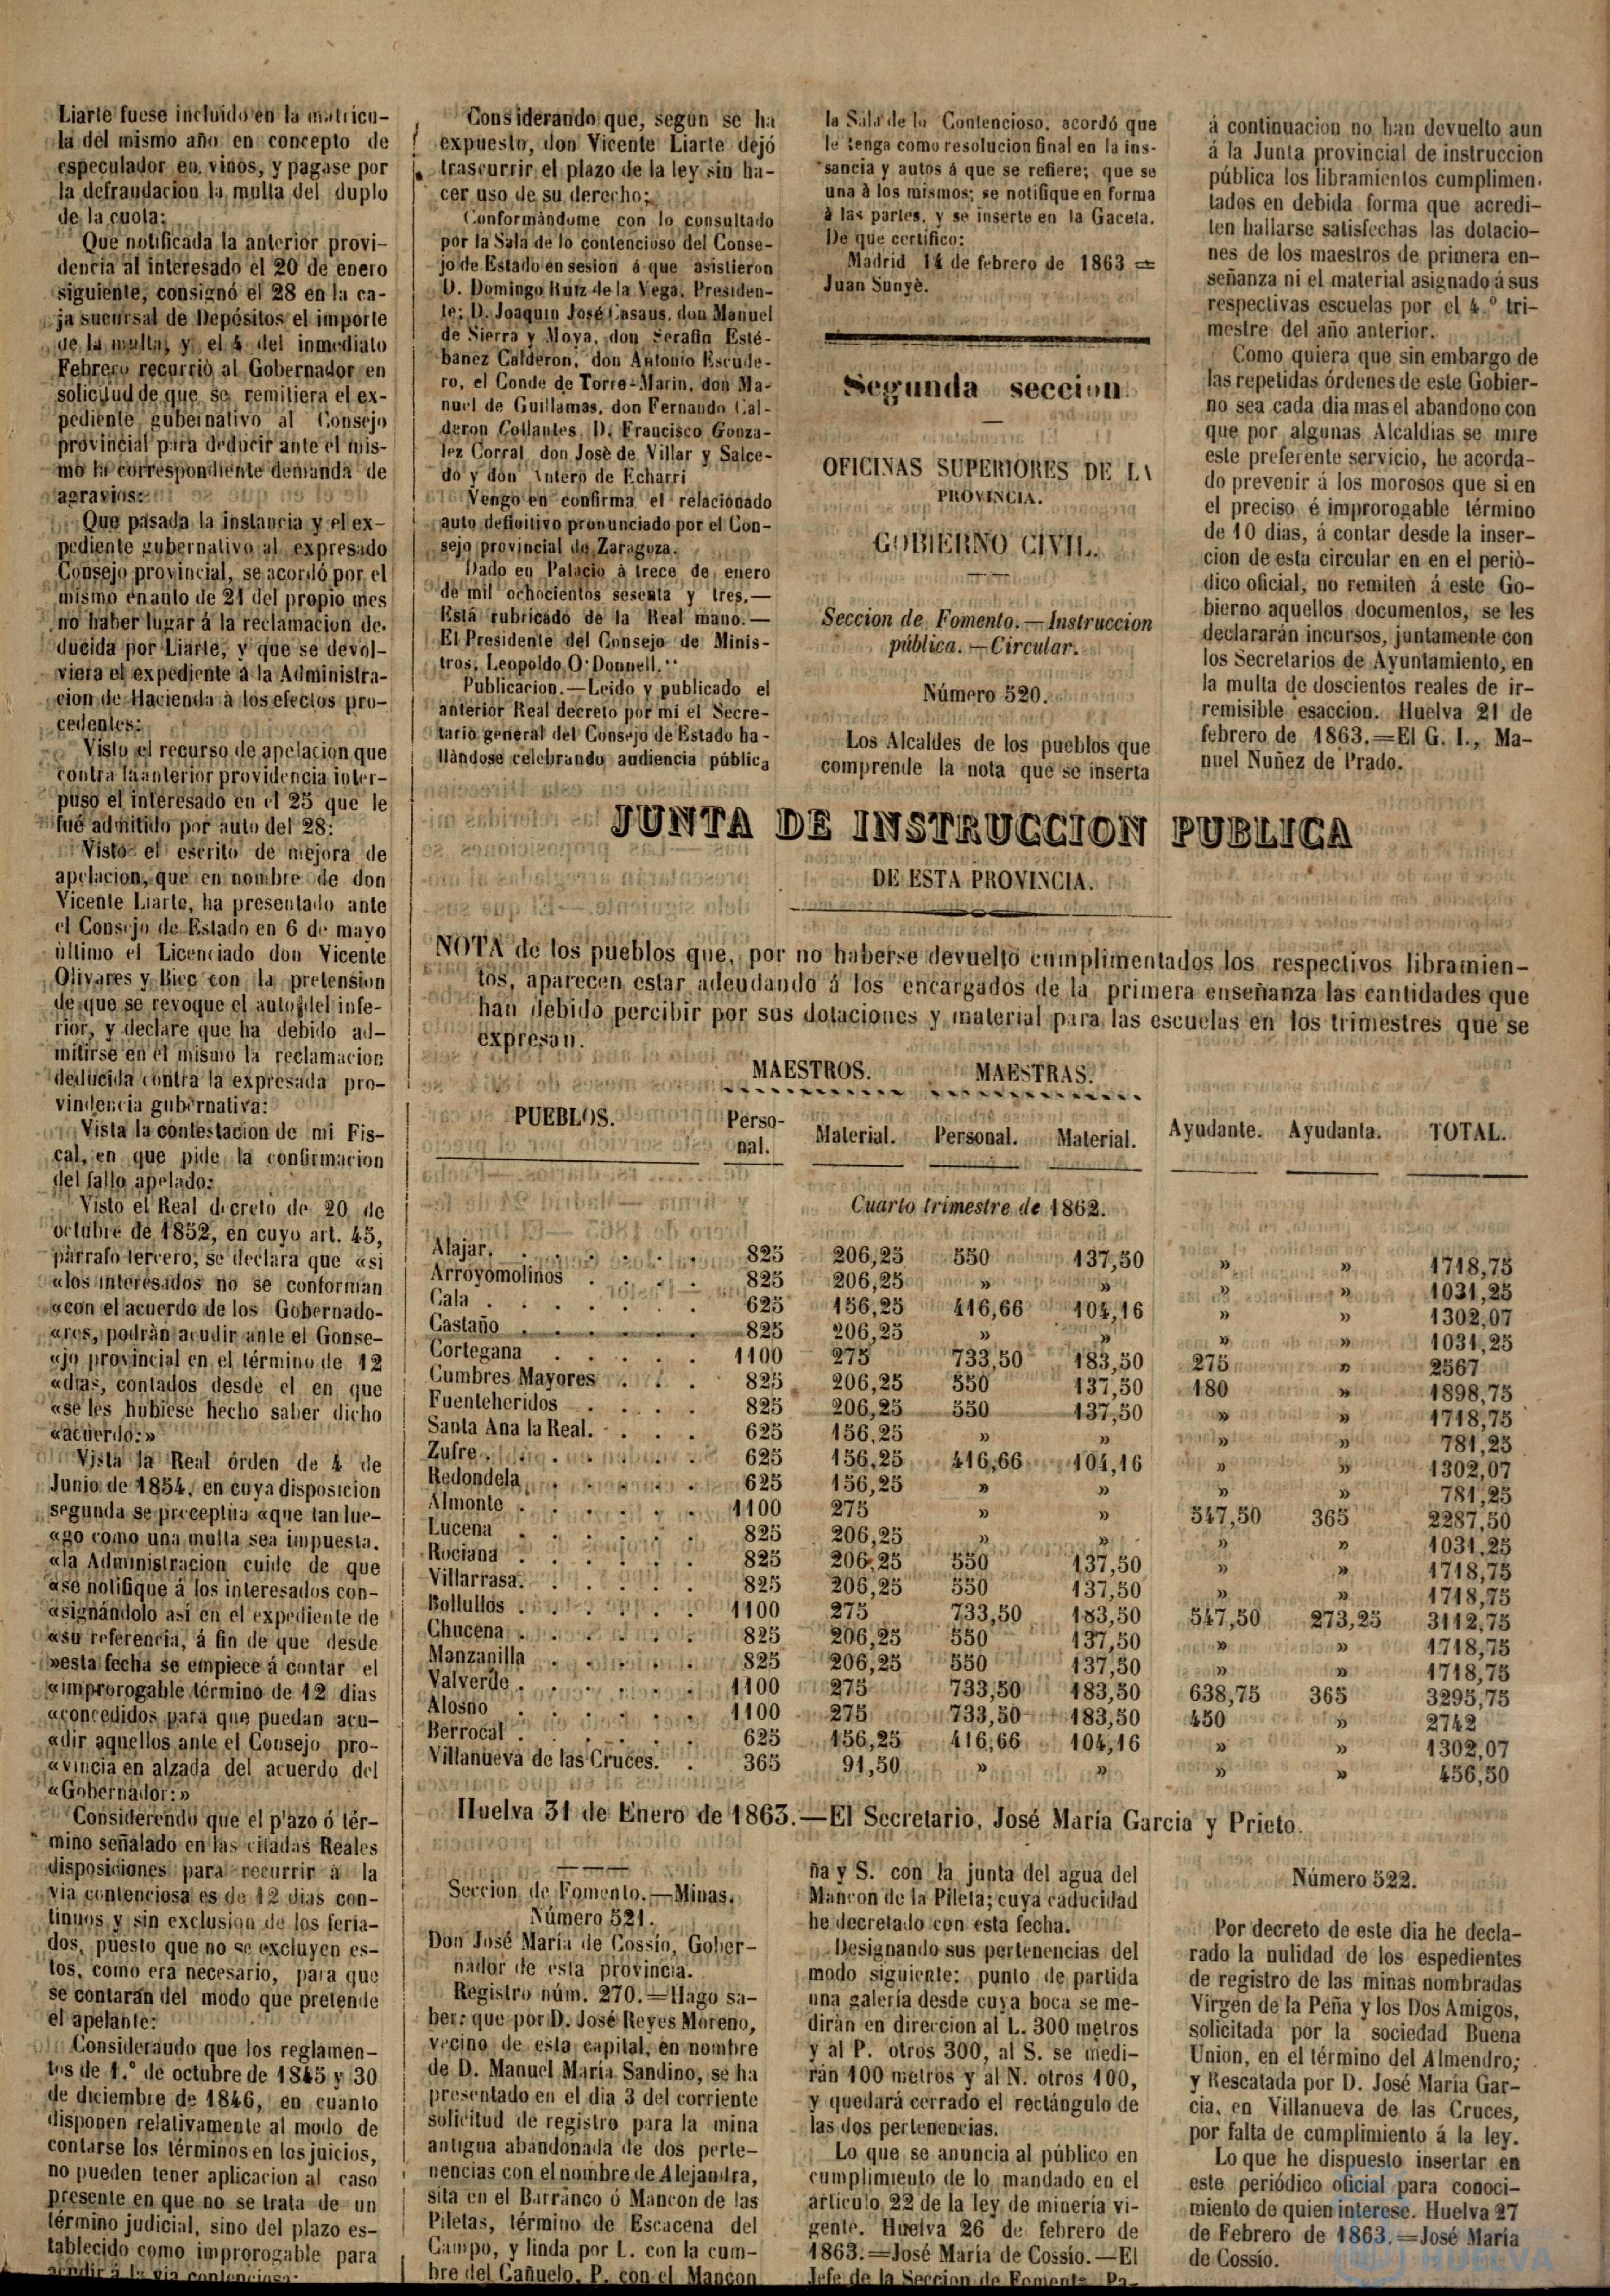 Liarte fuese incluido en la matricu-
la del mismo año en concepto de
especulador en vinos, y pagase por
la defraudacion la multa del duplo
de la cuota:
Que notificada la anterior provi-
dencia al interesado el 20 de enero
siguiente, consignó el 28 en la ca-
ja sucursal de Depósitos el importe
de la multa, y el 4 del inmediato
Febrero recurriò al Gobernador en
solicitud de que se remitiera el ex-
pediente gubernativo al Consejo
provincial para deducir ante el mis-
mo la correspondiente demanda de
agravios:
Que pasada la instancia y el ex-
pediente gubernativo al expresado
Consejo provincial, se acordó por el
mismo en auto de 21 del propio mes
no haber lugar á la reclamacion de-
ducida por Liarte, y que se devol-
viera el expediente á la Administra-
cion de Hacienda à los efectos pro-
cedentes:
Visto el recurso de apelacion que
contra la anterior providencia inter-
puso el interesado en el 25 que le
fué admitido por auto del 28:
Visto el escrito de mejora de
apelacion, que en nombre de don
Vicente Liarte, ha presentado ante
el Consejo de Estado en 6 de mayo
ùltimo el Licenciado don Vicente
Olivares y Biec con la pretension
de que se revoque el auto del infe-
rior, y declare que ha debido ad-
mitirse en el mismo la reclamacion
deducida contra la expresada pro-
vindencia gubernativa:
Vista la contestacion de mi Fis-
cal, en que pide la confirmacion
del fallo apelado:
Visto el Real decreto de 20 de
octubre de 1852, en cuyo art. 45,
pàrrafo tercero, se declara que «si
«los interesados no se conforman
«con el acuerdo de los Gobernado-
«res, podràn acudir ante el Gonse-
«jo provincial en el término de 12
«dias, contados desde el en que
«se les hubiese hecho saber dicho
«acuerdo:»
Vista la Real órden de 4 de
Junio de 1854, en cuya disposicion
segunda se preceptùa «que tan lue-
«go como una multa sea impuesta,
«la Administracion cuide de que
«se notifique á los interesados con-
«signándolo así en el expediente de
«su referencia, á fin de que desde
»esta fecha se empiece á contar el
«improrogable término de 12 dias
«concedidos para que puedan acu-
«dir aquellos ante el Consejo pro-
«vincia en alzada del acuerdo del
«Gobernador:»
Considerendo que el p'azo ó tér-
mino señalado en las citadas Reales
disposiciones para recurrir à la
via contenciosa es de 12 dias con-
tinuos y sin exclusion de los feria-
dos, puesto que no se excluyen es-
tos, como era necesario, para que
se contarán del modo que pretende
el apelante:
Considerando que los reglamen-
tos de 1.º de octubre de 1845 y 30
de diciembre de 1846, en cuanto
disponen relativamente al modo de
contarse los términos en los juicios,
no pueden tener aplicacion al caso
presente en que no se trata de un
término judicial, sino del plazo es-
tablecido como improrogable para
acudir á la via contenciosa:
Considerando que, segun se ha
expuesto, don Vicente Liarte dejó
trascurrir el plazo de la ley sin ha-
cer uso de su derecho;
Conformàndome con lo consultado
por la Sala de lo contencioso del Conse-
jo de Estado en sesion á que asistieron
D. Domingo Ruiz de la Vega, Presiden-
te; D. Joaquin José Casaus, don Manuel
de Sierra y Moya, don Serafin Esté-
banez Calderon, don Antonio Escude-
ro, el Conde de Torre-Marin, don Ma-
nuel de Guillamas, don Fernando Cal-
deron Collantes, D. Francisco Gonza-
lez Corral, don Josè de Villar y Salce-
do y don Antero de Echarri
Vengo en confirma el relacionado
auto definitivo pronunciado por el Con-
sejo provincial de Zaragoza.
Dado en Palacio à trece de enero
de mil ochocientos sesenta y tres.—
Está rubricado de la Real mano.—
El Presidente del Consejo de Minis-
tros, Leopoldo O'Donnell."
Publicacion.—Leido y publicado el
anterior Real decreto por mi el Secre-
tario general del Consejo de Estado ha-
llàndose celebrando audiencia pública
la Sala de lo Contencioso, acordó que
le tenga como resolucion final en la ins-
sancia y autos á que se refiere; que se
una à los mismos; se notifique en forma
à las partes, y se inserte en la Gaceta.
De que certifico:
Madrid 14 de febrero de 1863 =
Juan Sunyè.
Segunda seccion
OFICINAS SUPERIORES DE LA
PROVINCIA.
GOBIERNO CIVIL.
Seccion de Fomento.—Instruccion
pública.—Circular.
Número 520.
Los Alcaldes de los pueblos que
comprende la nota que se inserta
á continuacion no han devuelto aun
á la Junta provincial de instruccion
pública los libramientos cumplimen-
tados en debida forma que acredi-
ten hallarse satisfechas las dotacio-
nes de los maestros de primera en-
señanza ni el material asignado á sus
respectivas escuelas por el 4.º tri-
mestre del año anterior.
Como quiera que sin embargo de
las repetidas órdenes de este Gobier-
no sea cada dia mas el abandono con
que por algunas Alcaldias se mire
este preferente servicio, he acorda-
do prevenir á los morosos que si en
el preciso é improrogable término
de 10 dias, á contar desde la inser-
cion de esta circular en en el periò-
dico oficial, no remiten á este Go-
bierno aquellos documentos, se les
declararán incursos, juntamente con
los Secretarios de Ayuntamiento, en
la multa de doscientos reales de ir-
remisible esaccion. Huelva 21 de
febrero de 1863.=El G. I., Ma-
nuel Nuñez de Prado.
JUNTA DE INSTRUCCION PUBLICA
DE ESTA PROVINCIA.
NOTA de los pueblos que, por no haberse devuelto cumplimentados los respectivos libramien-
tos, aparecen estar adeudando á los encargados de la primera enseñanza las cantidades que
han debido percibir por sus dotaciones y material para las escuelas en los trimestres que se
expresan.
MAESTROS. MAESTRAS.
PUEBLOS. Perso-
nal. Material. Personal. Material. Ayudante. Ayudanta. TOTAL.
Cuarto trimestre de 1862.
Alajar. . . . . . . . 825 206,25 550 137,50 » » 1718,75
Arroyomolinos . . . . 825 206,25 » » » » 1031,25
Cala . . . . . . . . 625 156,25 416,66 104,16 » » 1302,07
Castaño . . . . . . 825 206,25 » » » » 1031,25
Cortegana . . . . . 1100 275 733,50 183,50 275 » 2567
Cumbres Mayores . . . 825 206,25 550 137,50 180 » 1898,75
Fuenteheridos . . . . . 825 206,25 550 137,50 » » 1718,75
Santa Ana la Real. . . . . 625 156,25 » » » » 781,25
Zufre . . . . . . . . 625 156,25 416,66 104,16 » » 1302,07
Redondela . . . . . . 625 156,25 » » » » 781,25
Almonte . . . . . . . 1100 275 » » 547,50 365 2287,50
Lucena . . . . . . . 825 206,25 » » » » 1031,25
Rociana . . . . . . . 825 206,25 550 137,50 » » 1718,75
Villarrasa. . . . . . . 825 206,25 550 137,50 » » 1718,75
Bollullos . . . . . . . 1100 275 733,50 183,50 547,50 273,25 3112,75
Chucena . . . . . . . 825 206,25 550 137,50 » » 1718,75
Manzanilla . . . . . . 825 206,25 550 137,50 » » 1718,75
Valverde . . . . . . . 1100 275 733,50 183,50 638,75 365 3295,75
Alosno . . . . . . . 1100 275 733,50 183,50 450 » 2742
Berrocal . . . . . . . 625 156,25 416,66 104,16 » » 1302,07
Villanueva de las Cruces. . 365 91,50 » » » » 456,50
Huelva 31 de Enero de 1863.—El Secretario, José María Garcia y Prieto.
Seccion de Fomento.—Minas.
Número 521.
Don José María de Cossío, Gober-
nador de esta provincia.
Registro núm. 270.=Hago sa-
ber: que por D. José Reyes Moreno,
vecino de esta capital, en nombre
de D. Manuel María Sandino, se ha
presentado en el dia 3 del corriente
solicitud de registro para la mina
antigua abandonada de dos perte-
nencias con el nombre de Alejandra,
sita en el Barranco ó Mancon de las
Piletas, término de Escacena del
Campo, y linda por L. con la cum-
bre del Cañuelo, P. con el Mancon
ña y S. con la junta del agua del
Mancon de la Pileta; cuya caducidad
he decretado con esta fecha.
Designando sus pertenencias del
modo siguiente: punto de partida
una galería desde cuya boca se me-
diràn en direccion al L. 300 metros
y al P. otros 300, al S. se medi-
rán 100 metros y al N. otros 100,
y quedará cerrado el rectángulo de
las dos pertenencias.
Lo que se anuncia al público en
cumplimiento de lo mandado en el
artículo 22 de la ley de minería vi-
gente. Huelva 26 de febrero de
1863.=José María de Cossío.—El
Jefe de la Seccion de Fomento, Pa-
Número 522.
Por decreto de este dia he decla-
rado la nulidad de los espedientes
de registro de las minas nombradas
Virgen de la Peña y los Dos Amigos,
solicitada por la sociedad Buena
Union, en el término del Almendro;
y Rescatada por D. José María Gar-
cia, en Villanueva de las Cruces,
por falta de cumplimiento á la ley.
Lo que he dispuesto insertar en
este periódico oficial para conoci-
miento de quien interese. Huelva 27
de Febrero de 1863.=José María
de Cossio.
HUELVA